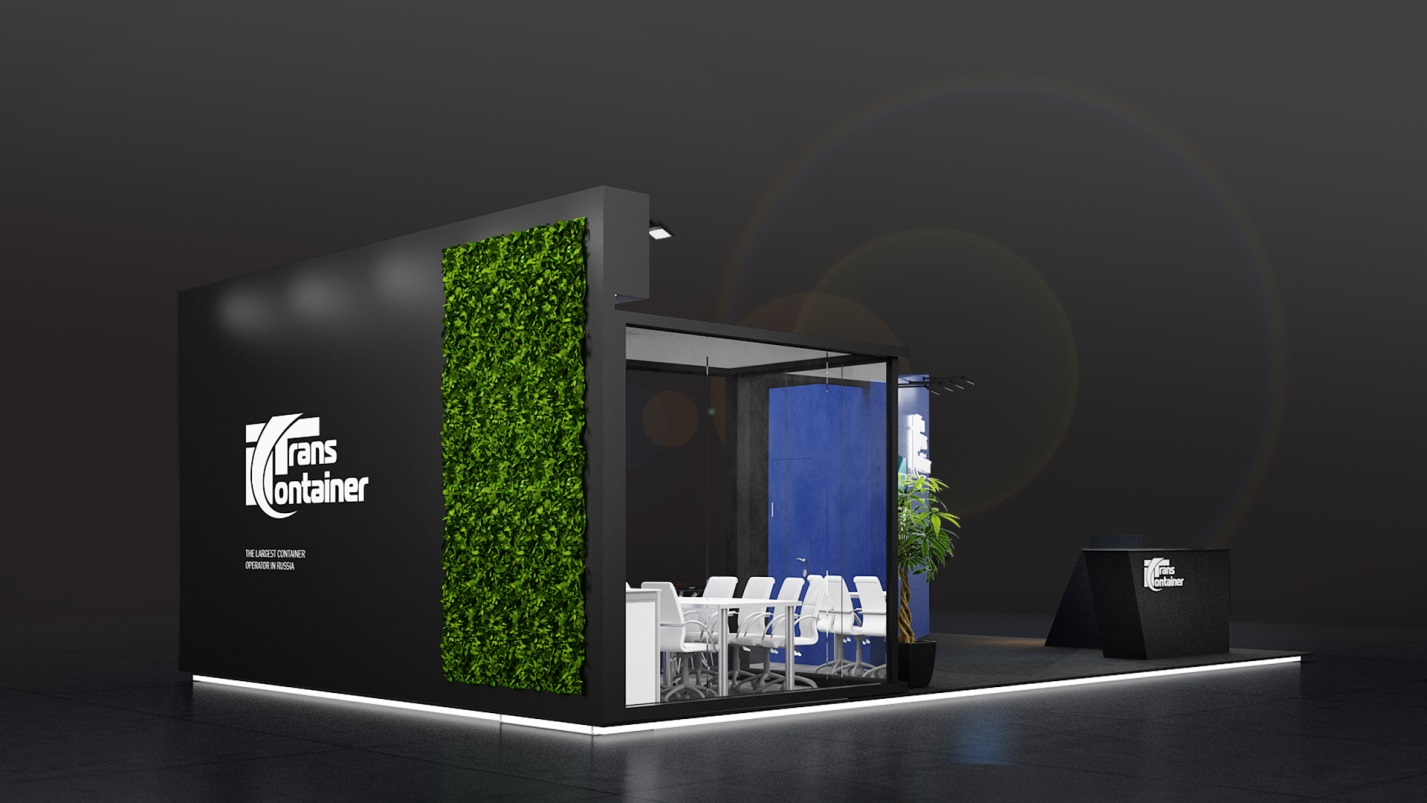 Trans
Container
THE LARGEST CONTAINER
OPERATOR IN RUSSIA
Trans
Container